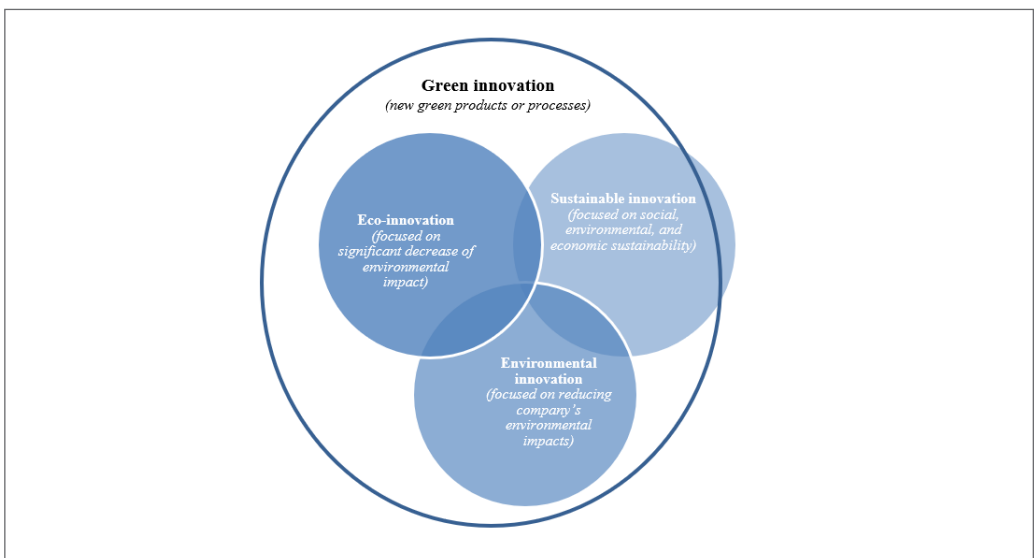 Green innovation
(new green products or processes)
Eco-innovation
(focused on
significant decrease of
environmental
impact)
Sustainable innovation
(focused on social,
environmental, and
economic sustainability)
Environmental
innovation
(focused on reducing
company's
environmental
impacts)